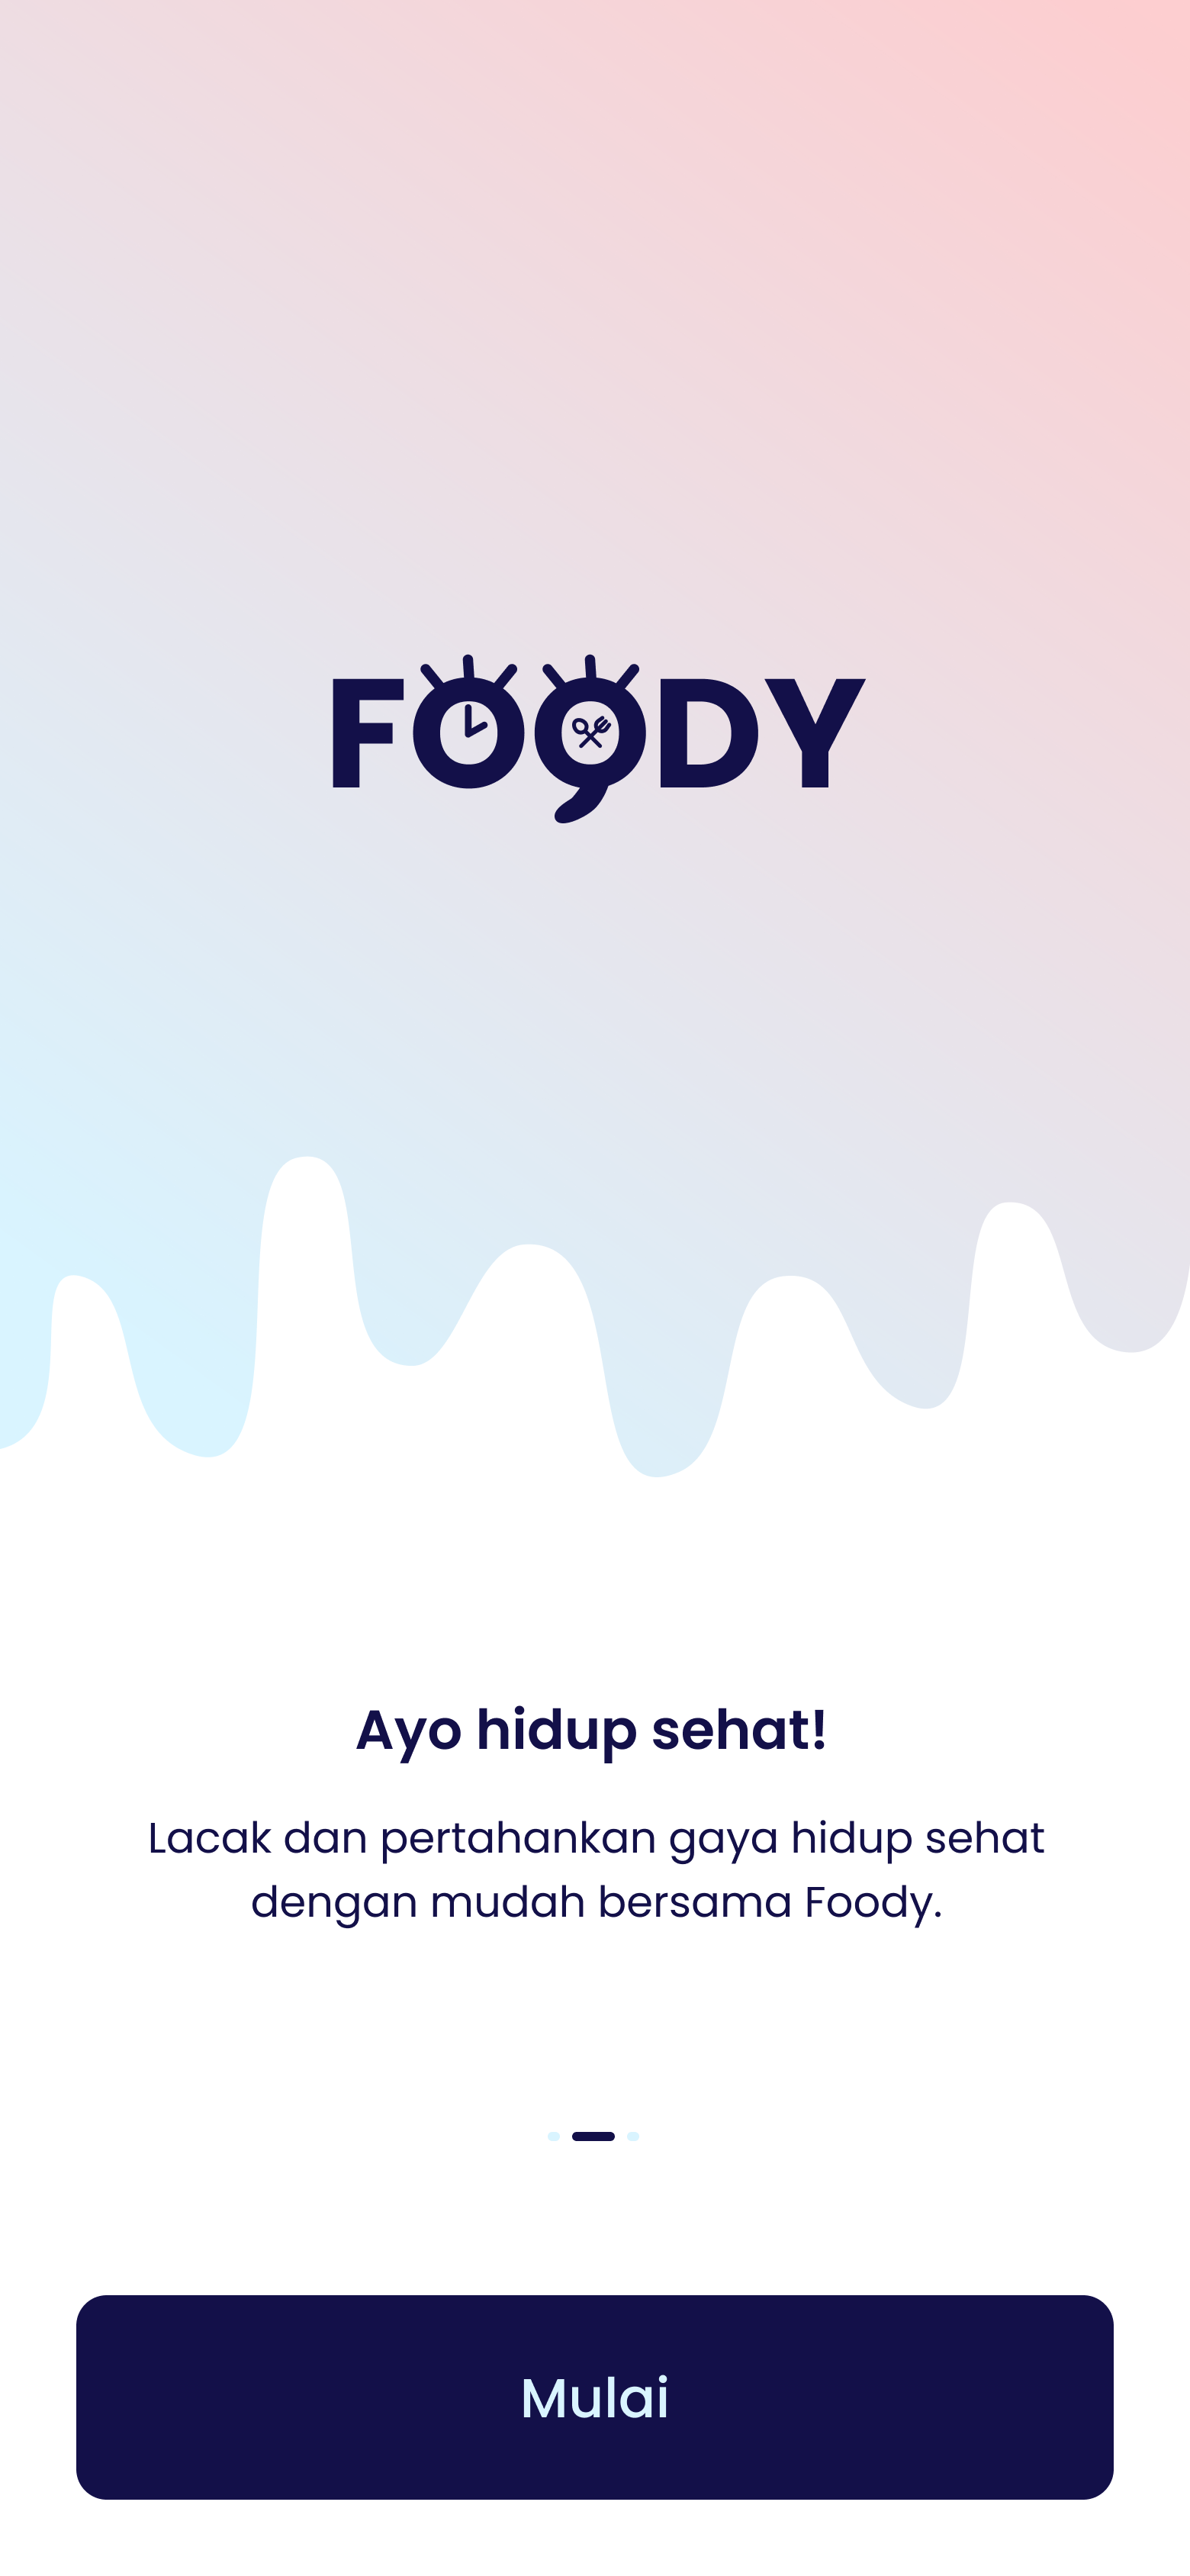 FOODY
Ayo hidup sehat!
Lacak dan pertahankan gaya hidup sehat
dengan mudah bersama Foody.
Mulai